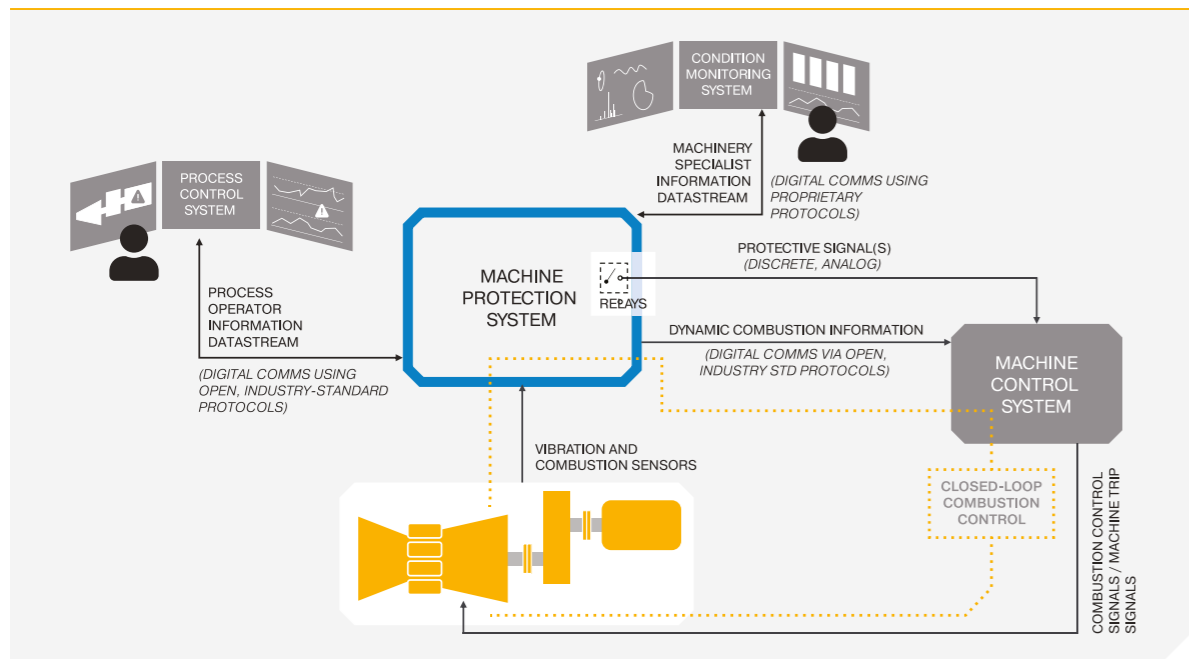 CONDITION
MONITORING
SYSTEM
PROCESS
CONTROL
SYSTEM
MACHINERY
SPECIALIST
INFORMATION
DATASTREAM
(DIGITAL COMMS USING
PROPRIETARY
PROTOCOLS)
PROCESS
OPERATOR
INFORMATION
DATASTREAM
(DIGITAL COMMS USING
OPEN, INDUSTRY-STANDARD
PROTOCOLS)
MACHINE
PROTECTION
SYSTEM
RELAYS
PROTECTIVE SIGNAL(S)
(DISCRETE, ANALOG)
DYNAMIC COMBUSTION INFORMATION
(DIGITAL COMMS VIA OPEN,
INDUSTRY STD PROTOCOLS)
MACHINE
CONTROL
SYSTEM
VIBRATION AND
COMBUSTION SENSORS
CLOSED-LOOP
COMBUSTION
CONTROL
COMBUSTION CONTROL
SIGNALS / MACHINE TRIP
SIGNALS